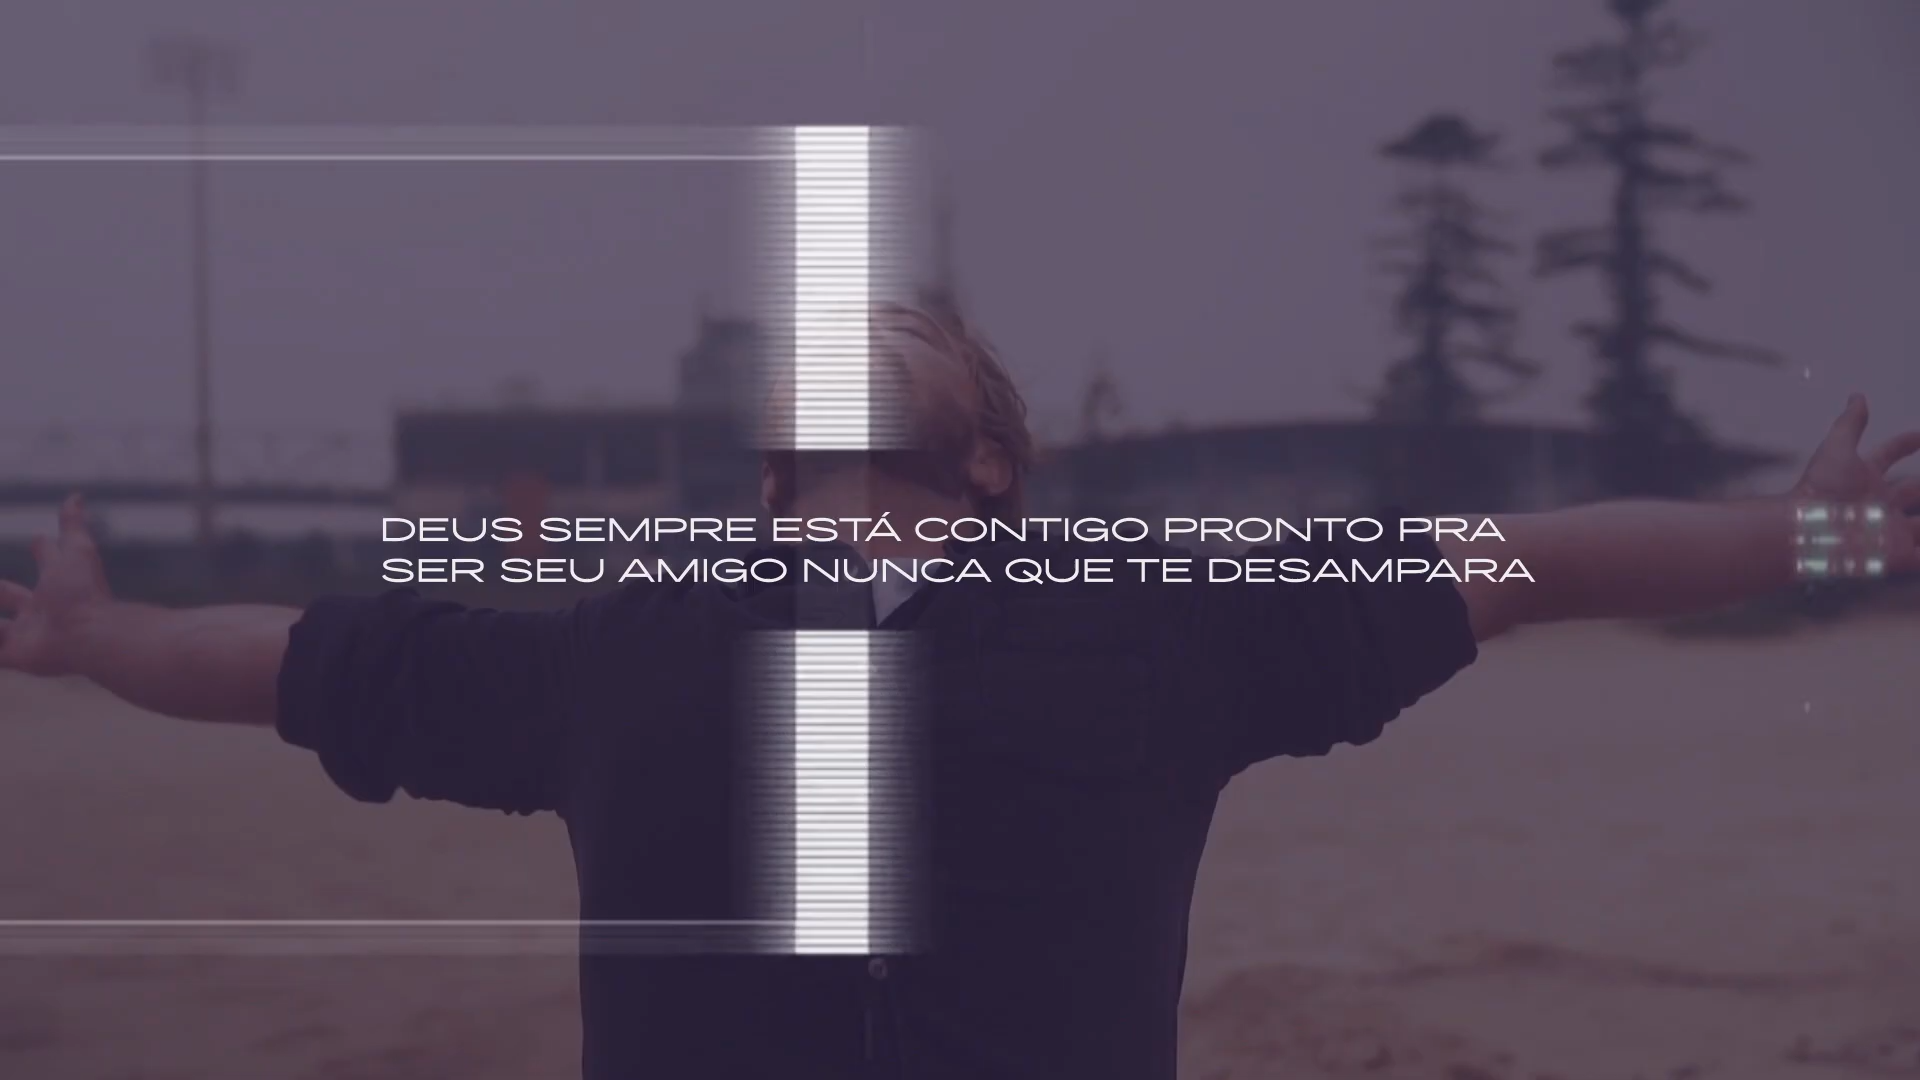 DEUS SEMPRE ESTÁ CONTIGO PRONTO PRA
SER SEU AMIGO NUNCA QUE TE DESAMPARA